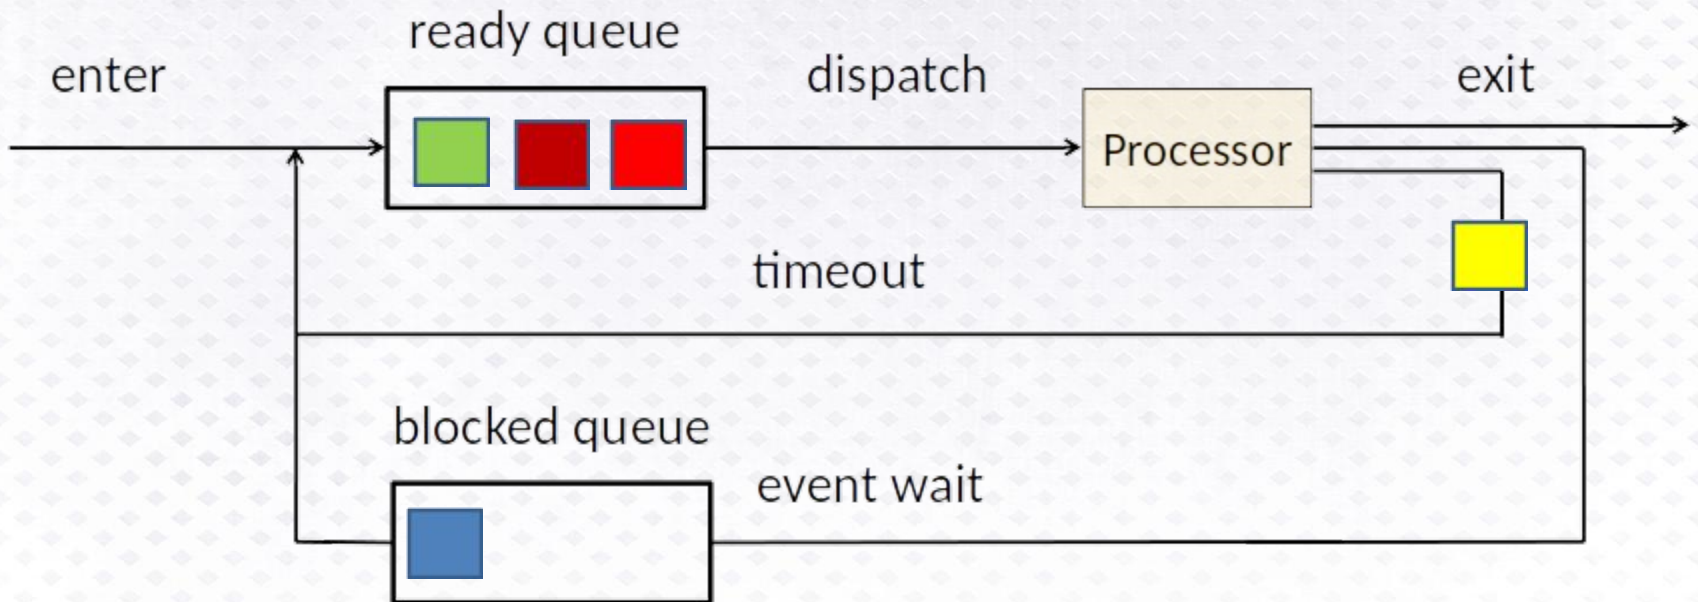 ready queue
enter
dispatch
exit
Processor
timeout
blocked queue
event wait